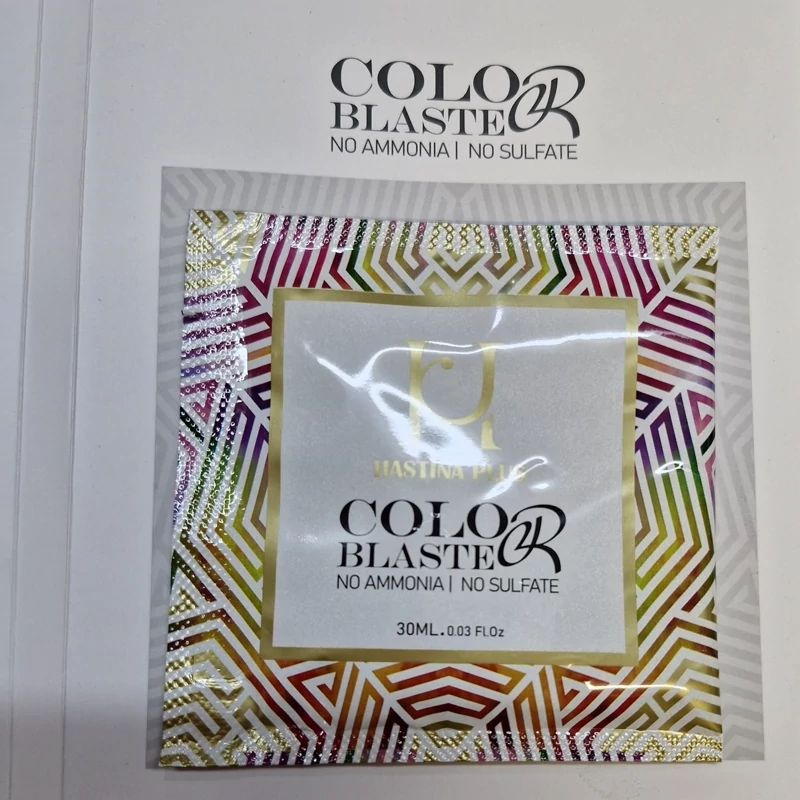 COLOR
BLASTER
NO AMMONIA | NO SULFATE
HASTINA PLUS
COLOR
BLASTER
NO AMMONIA | NO SULFATE
30ML.0.03 FLOz